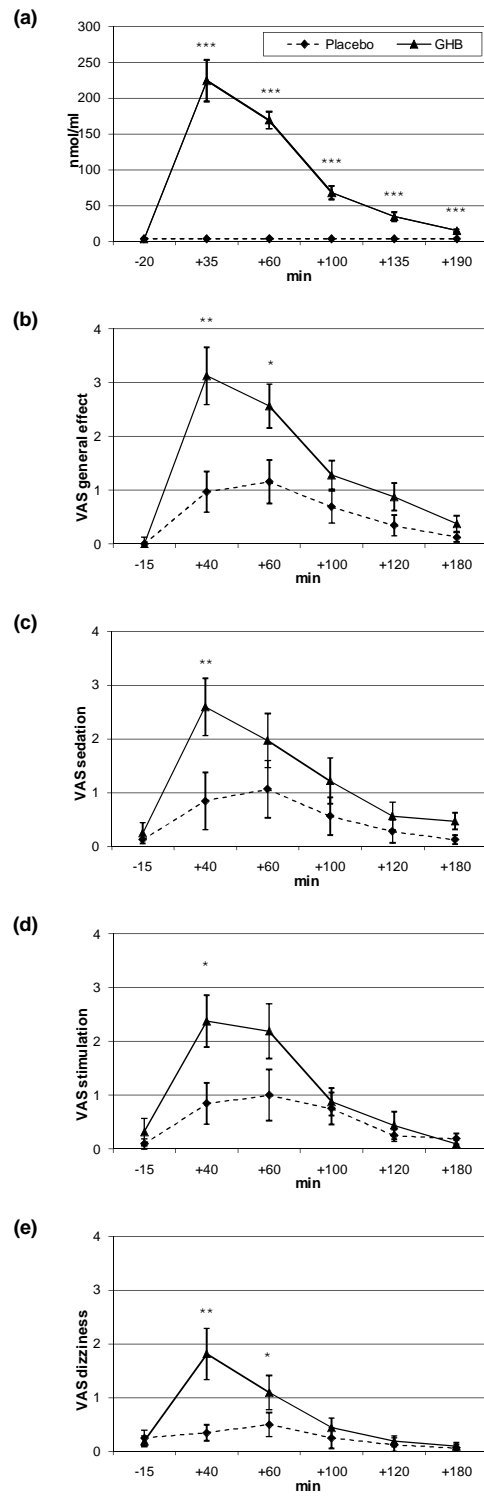 (a)
Placebo GHB
300
250
200
150
100
50
0
nmol/ml
*** *** *** *** ***
-20 +35 +60 +100 +135 +190
min
(b)
4
3
2
1
0
VAS general effect
** *
-15 +40 +60 +100 +120 +180
min
(c)
4
3
2
1
0
VAS sedation
**
-15 +40 +60 +100 +120 +180
min
(d)
4
3
2
1
0
VAS stimulation
*
-15 +40 +60 +100 +120 +180
min
(e)
4
3
2
1
0
VAS dizziness
** *
-15 +40 +60 +100 +120 +180
min